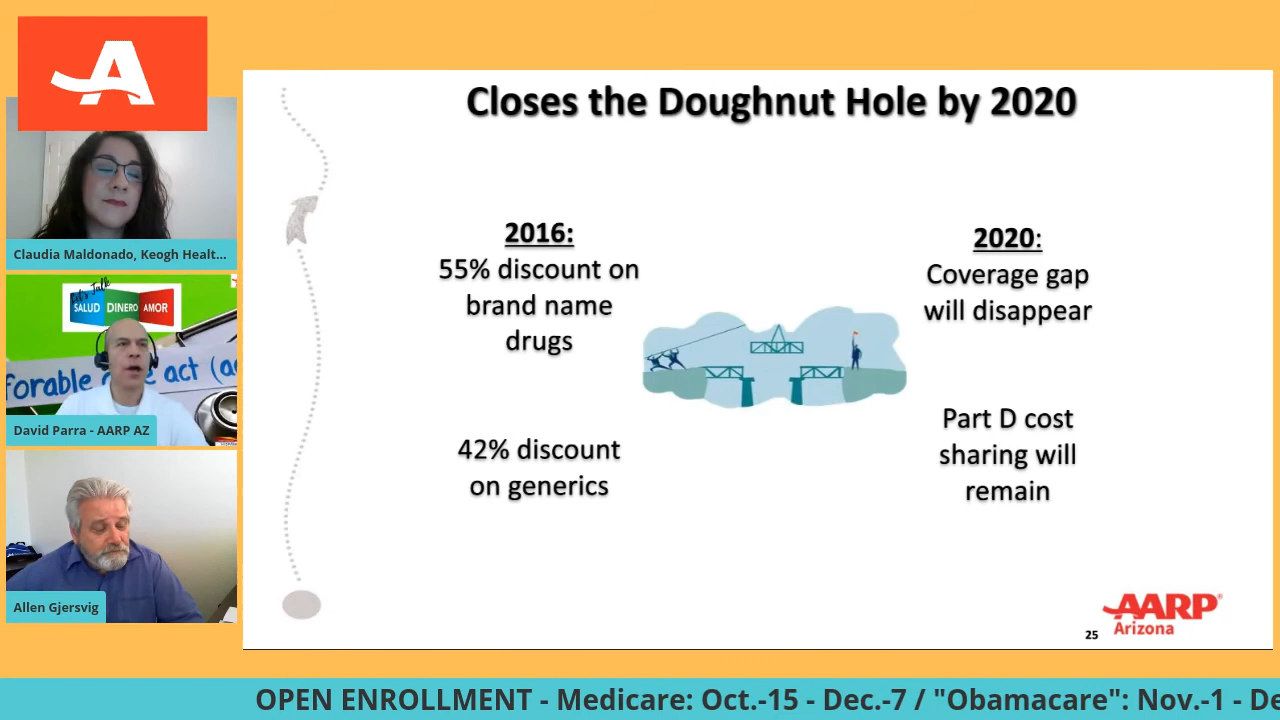 A
Claudia Maldonado, Keogh Healt...
Let's Talk
SALUD DINERO AMOR
forable act (a
David Parra - AARP AZ
Allen Gjersvig
Closes the Doughnut Hole by 2020
2016:
55% discount on
brand name
drugs
42% discount
on generics
2020:
Coverage gap
will disappear
Part D cost
sharing will
remain
AARP®
Arizona
25
OPEN ENROLLMENT - Medicare: Oct.-15 - Dec.-7 / "Obamacare": Nov.-1 - De